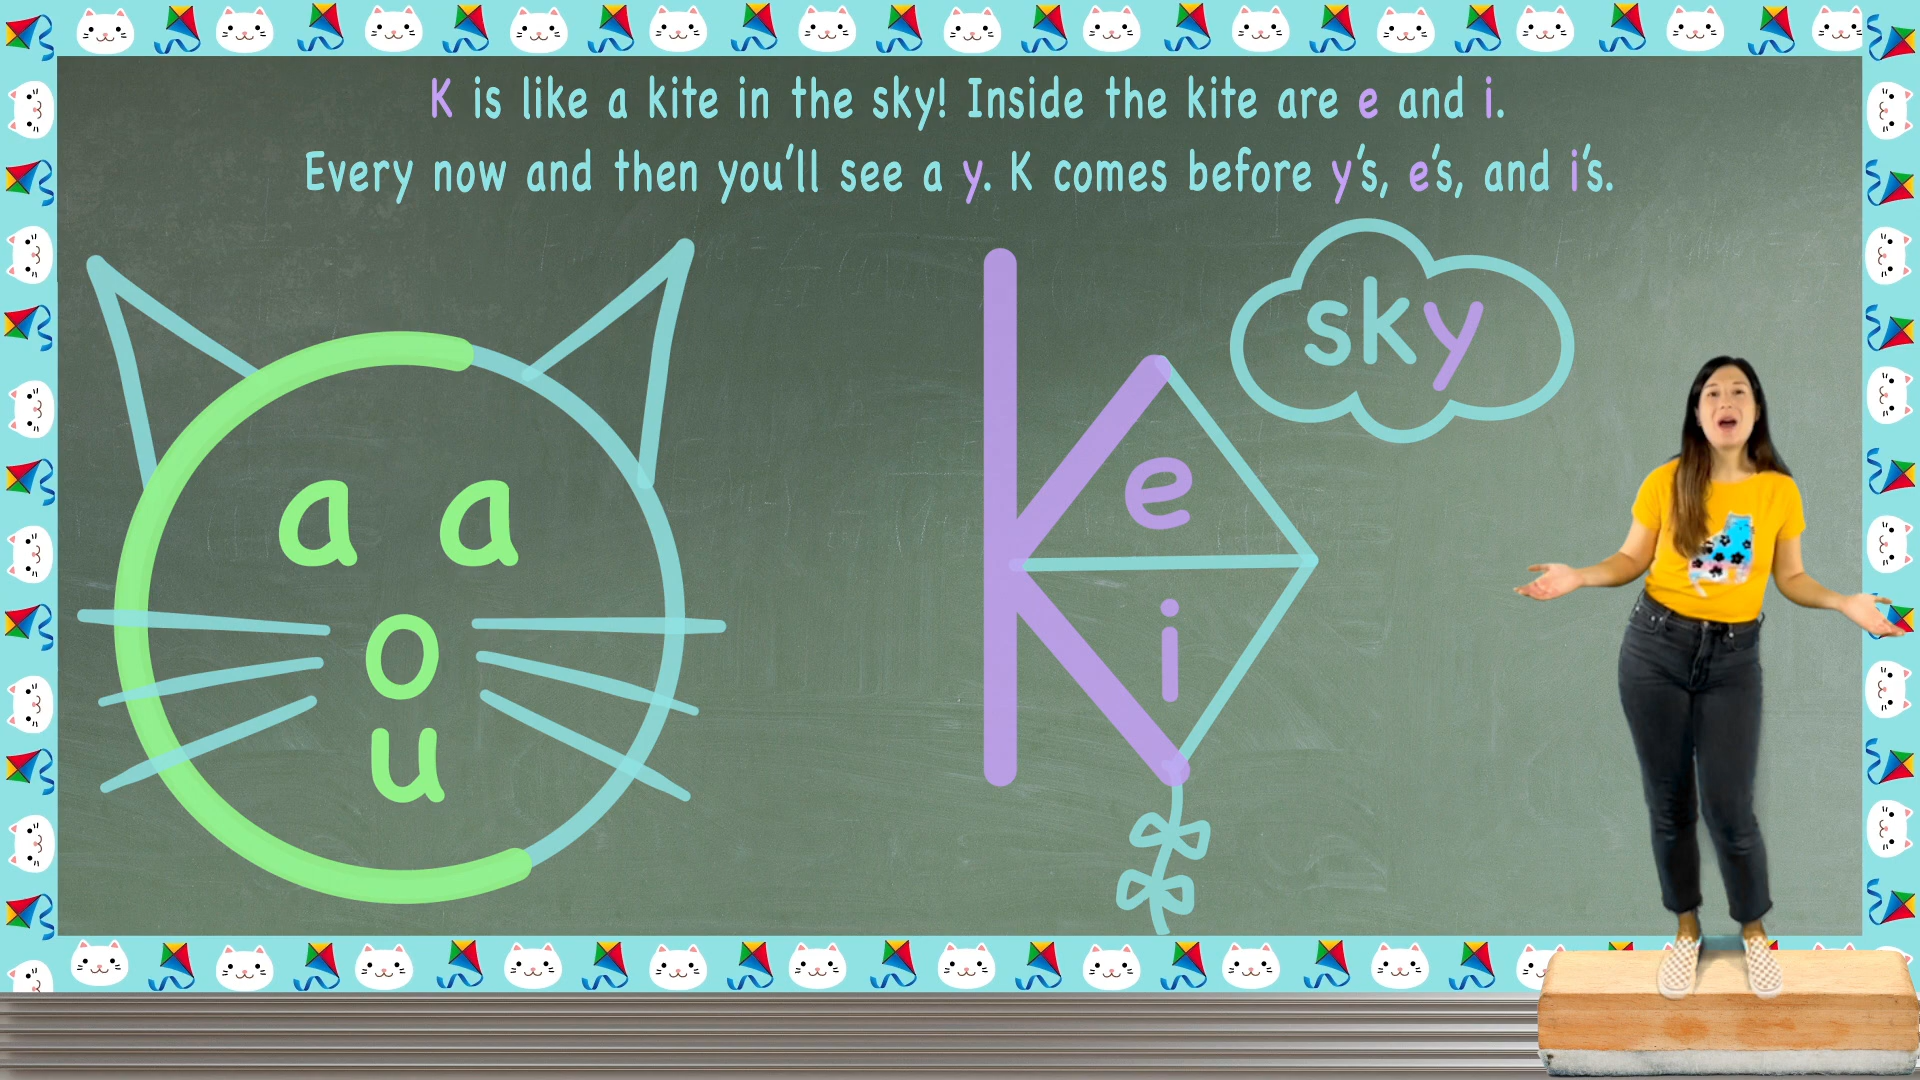 K is like a kite in the sky! Inside the kite are e and i.
Every now and then you'll see a y. K comes before y's, e's, and i's.
sky
a a
e
o
i
u
K